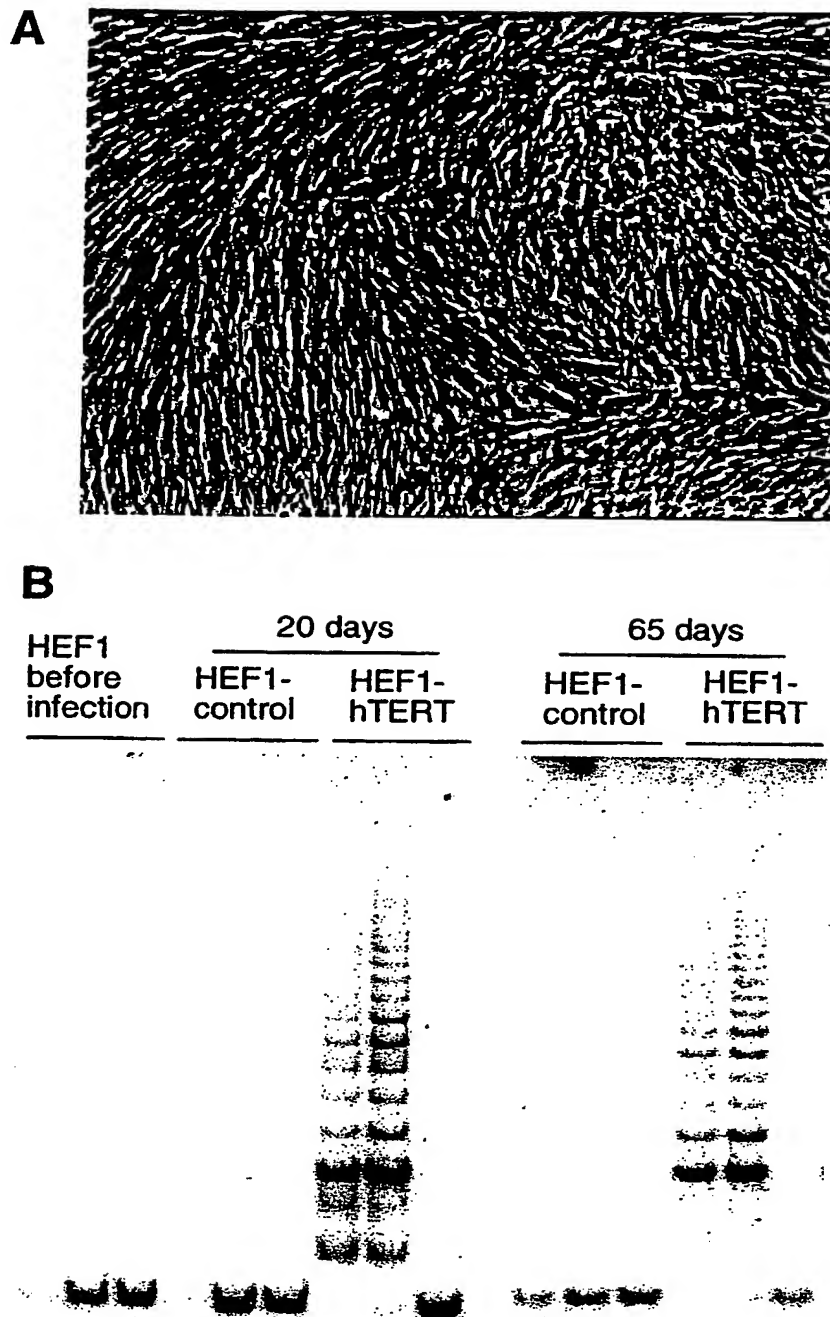 A
B
20 days
65 days
HEF1
before
infection
HEF1-
control
HEF1-
hTERT
HEF1-
control
HEF1-
hTERT